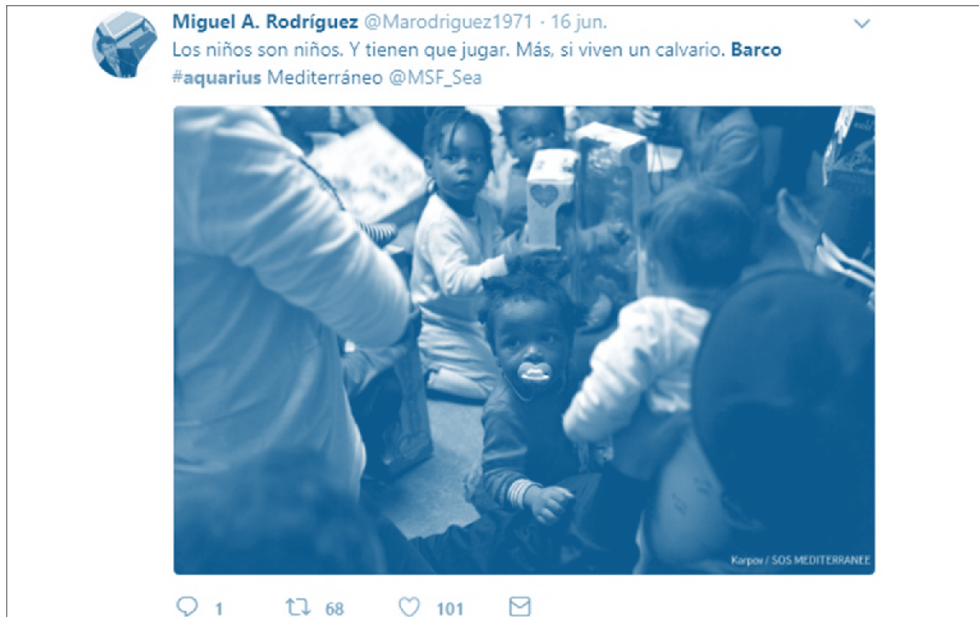 Miguel A. Rodríguez @Marodriguez1971 · 16 jun.
Los niños son niños. Y tienen que jugar. Más, si viven un calvario. Barco
#aquarius Mediterráneo @MSF_Sea
Karpov / SOS MEDITERRANEE
1 68 101